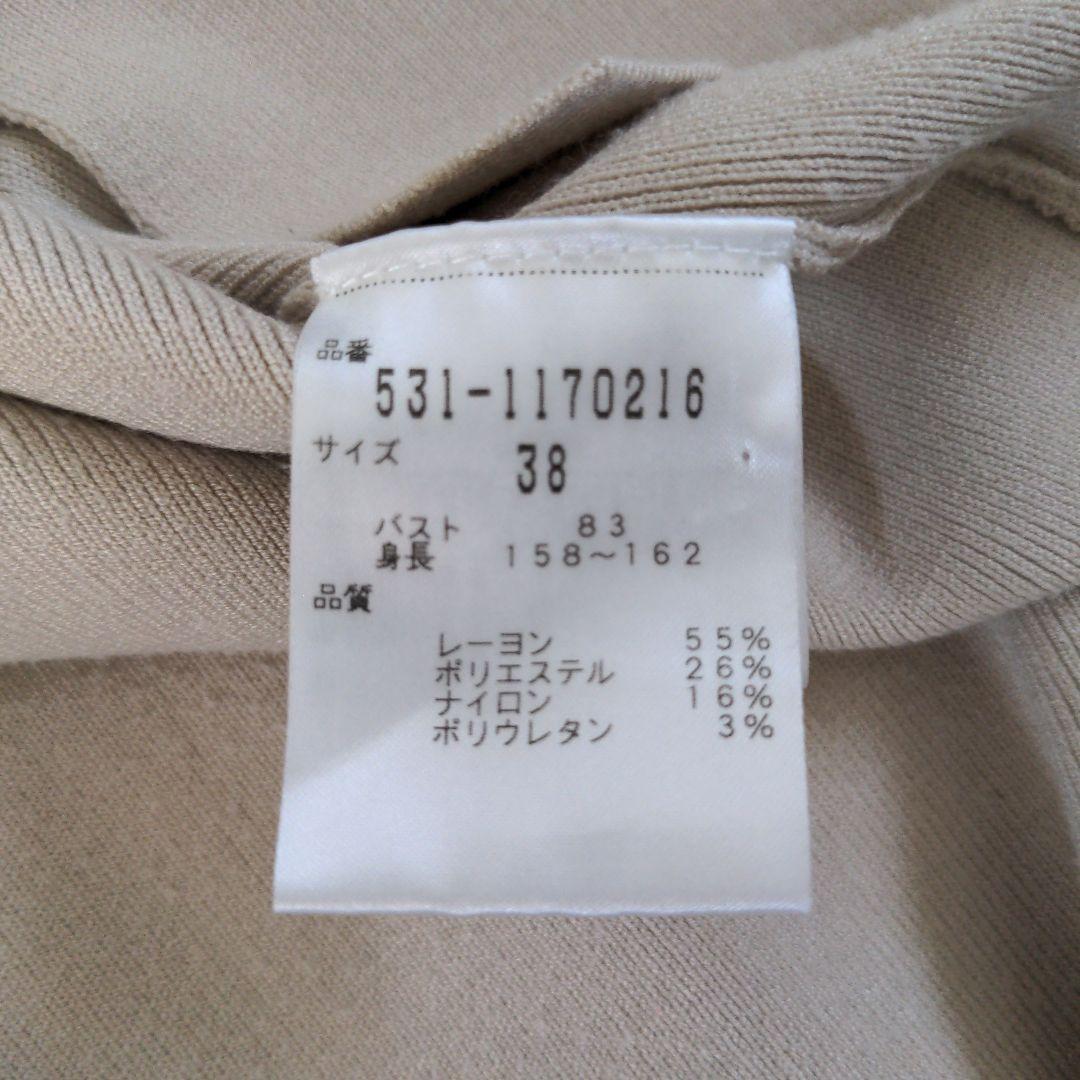 品番
531-1170216
サイズ 38
バスト 83
身長 158～162
品質
レーヨン 55%
ポリエステル 26%
ナイロン 16%
ポリウレタン 3%